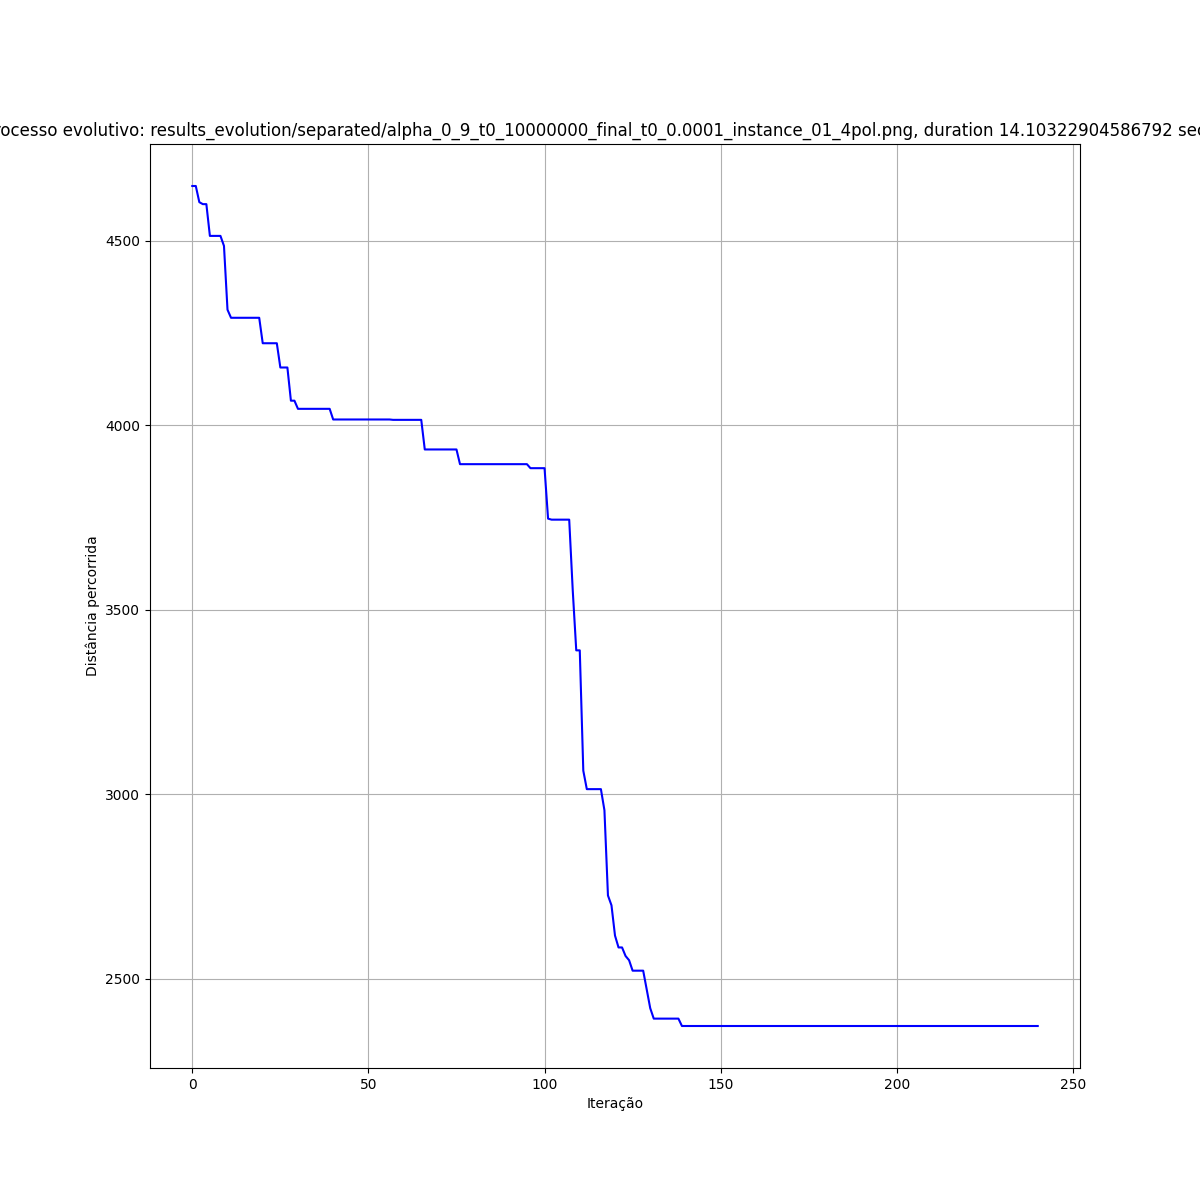 ocesso evolutivo: results_evolution/separated/alpha_0_9_t0_10000000_final_t0_0.0001_instance_01_4pol.png, duration 14.10322904586792 sec
4500
4000
3500
3000
2500
Distância percorrida
0 50 100 150 200 250
Iteração